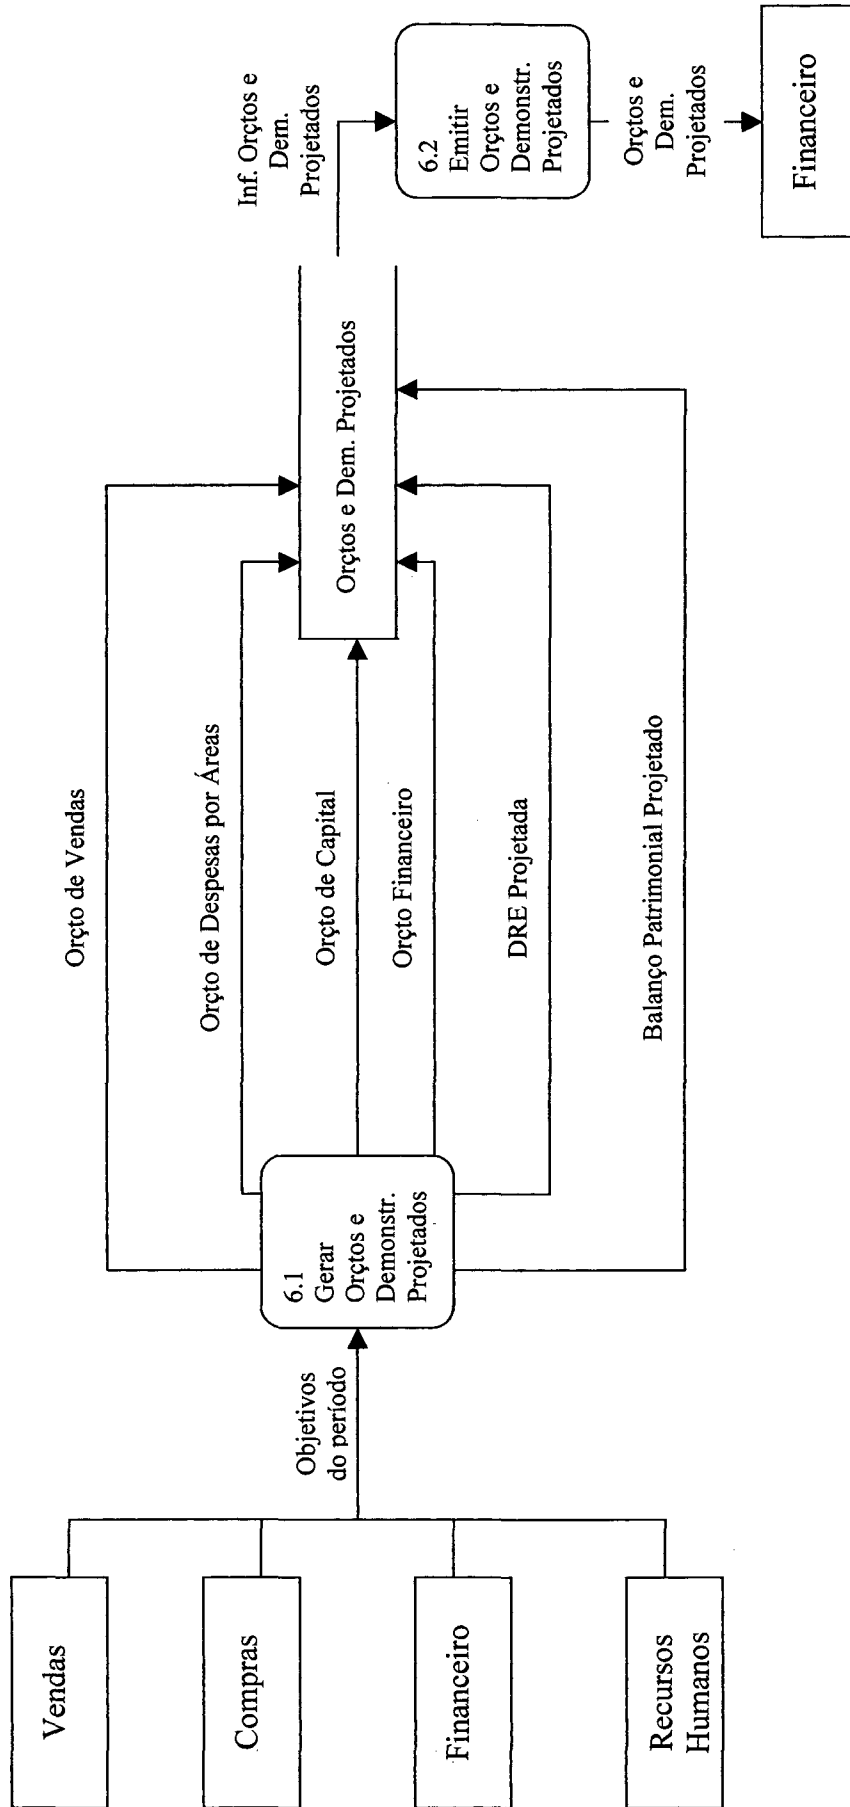 Vendas
Compras
Financeiro
Recursos
Humanos
Objetivos
do período
6.1
Gerar
Orçtos e
Demonstr.
Projetados
Orçto de Vendas
Orçto de Despesas por Áreas
Orçto de Capital
Orçto Financeiro
DRE Projetada
Balanço Patrimonial Projetado
Orçtos e Dem. Projetados
Inf. Orçtos e
Dem.
Projetados
6.2
Emitir
Orçtos e
Demonstr.
Projetados
Orçtos e
Dem.
Projetados
Financeiro